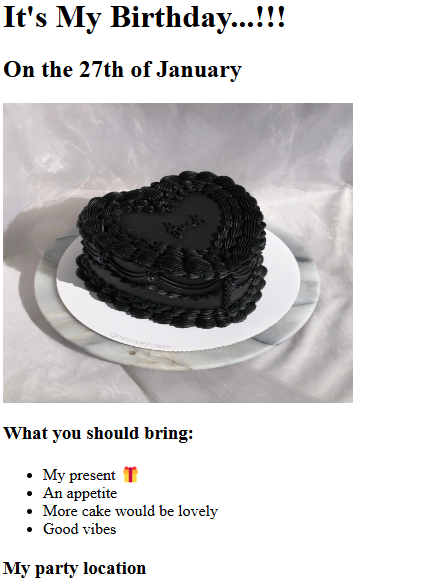 It's My Birthday...!!!
On the 27th of January
What you should bring:
My present 🎁
An appetite
More cake would be lovely
Good vibes
My party location